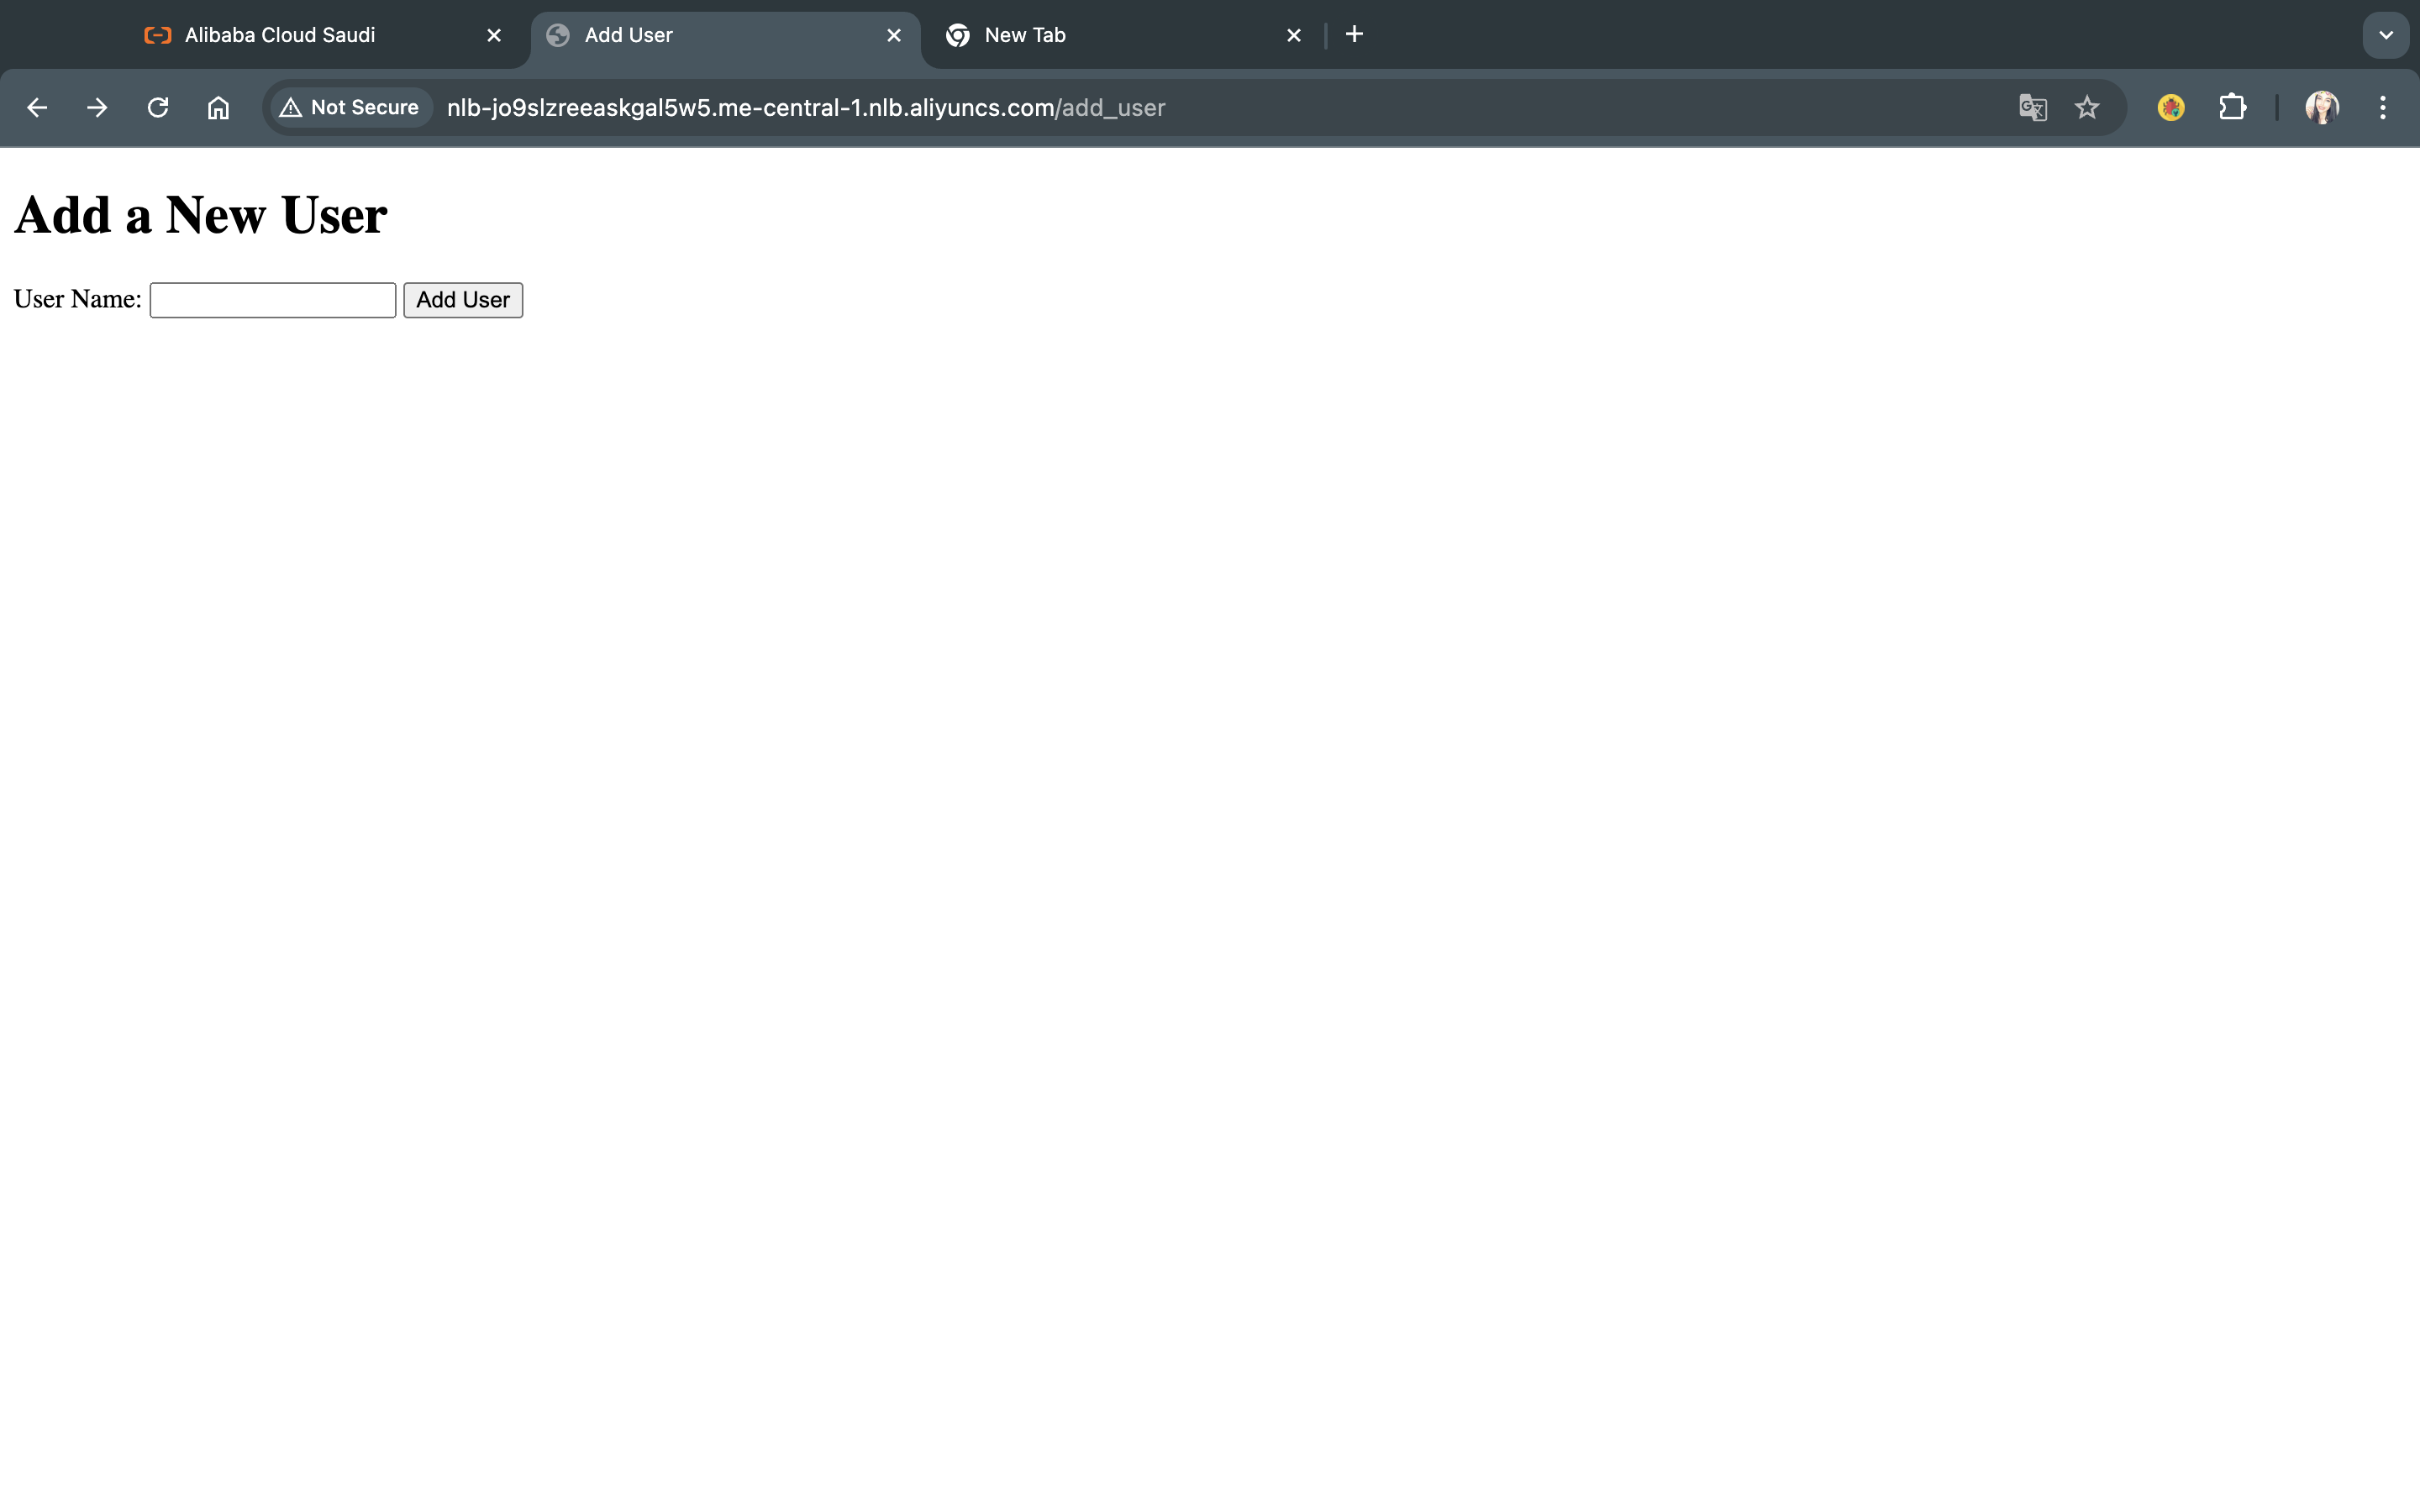 Alibaba Cloud Saudi
Add User
New Tab
Not Secure nlb-jo9slzreeaskgal5w5.me-central-1.nlb.aliyuncs.com/add_user
Add a New User
User Name: Add User